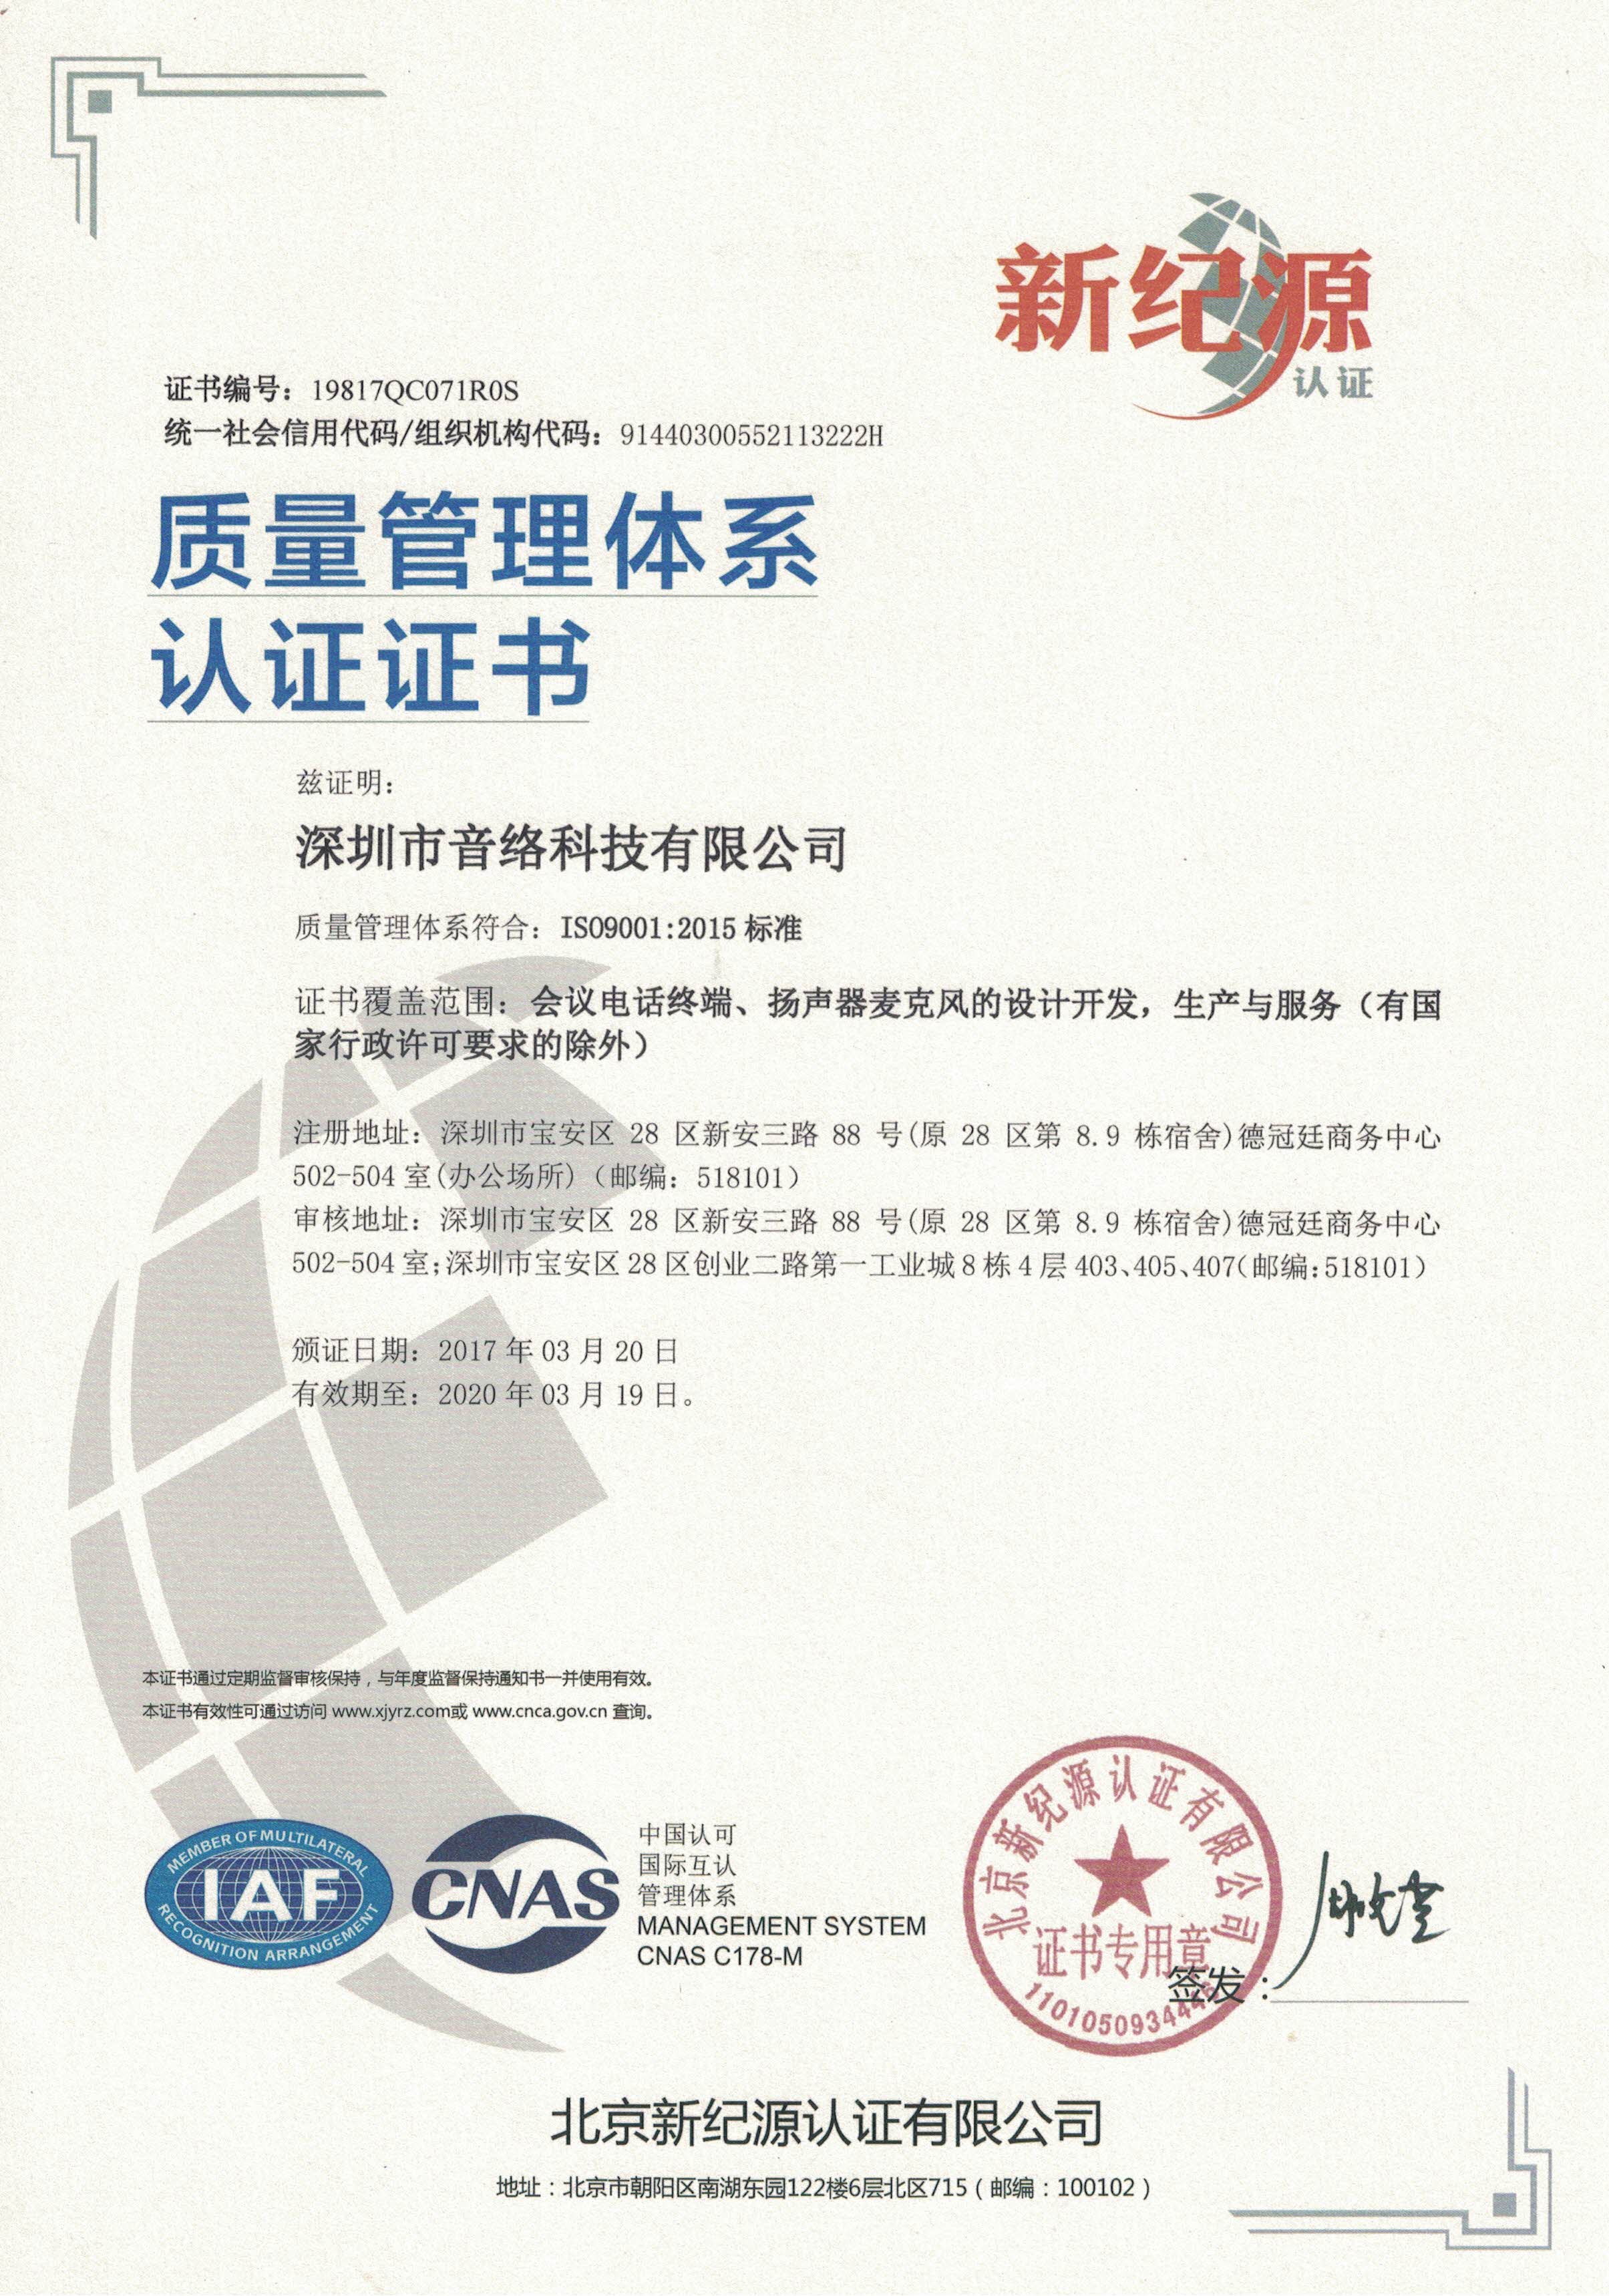 新纪源
认证
证书编号：19817QC071R0S
统一社会信用代码/组织机构代码：91440300552113222H
质量管理体系
认证证书
兹证明：
深圳市音络科技有限公司
质量管理体系符合：ISO9001:2015 标准
证书覆盖范围：会议电话终端、扬声器麦克风的设计开发，生产与服务（有国
家行政许可要求的除外）
注册地址：深圳市宝安区 28 区新安三路 88 号(原 28 区第 8.9 栋宿舍)德冠廷商务中心
502-504 室(办公场所)（邮编：518101）
审核地址：深圳市宝安区 28 区新安三路 88 号(原 28 区第 8.9 栋宿舍)德冠廷商务中心
502-504 室;深圳市宝安区 28 区创业二路第一工业城 8 栋 4 层 403、405、407(邮编:518101)
颁证日期：2017 年 03 月 20 日
有效期至：2020 年 03 月 19 日。
本证书通过定期监督审核保持，与年度监督保持通知书一并使用有效。
本证书有效性可通过访问 www.xjyrz.com或 www.cnca.gov.cn 查询。
MEMBER OF MULTILATERAL
IAF
RECOGNITION ARRANGEMENT
CNAS
中国认可
国际互认
管理体系
MANAGEMENT SYSTEM
CNAS C178-M
北京新纪源认证有限公司
证书专用章
签发：
北京新纪源认证有限公司
地址：北京市朝阳区南湖东园122楼6层北区715（邮编：100102）